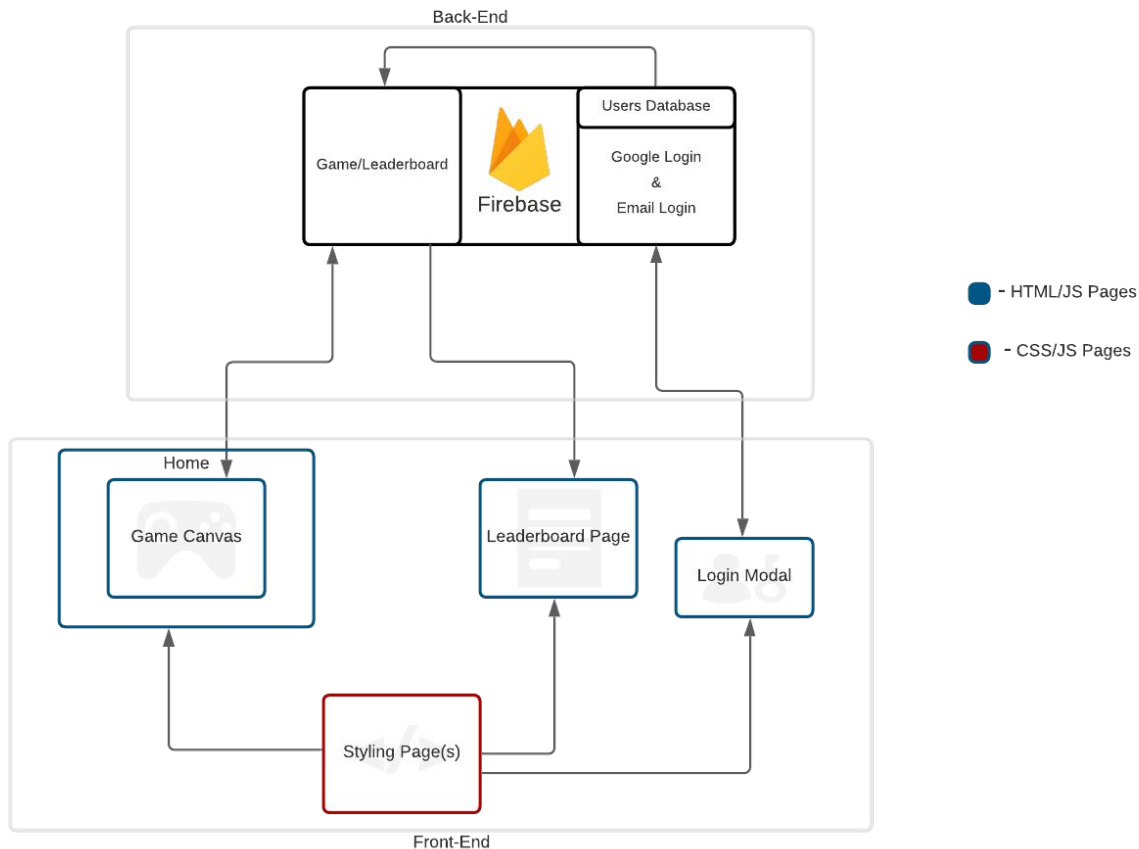 Back-End
Users Database
Game/Leaderboard
Google Login
&
Email Login
Firebase
- HTML/JS Pages
- CSS/JS Pages
Home
Game Canvas
Leaderboard Page
Login Modal
Styling Page(s)
Front-End